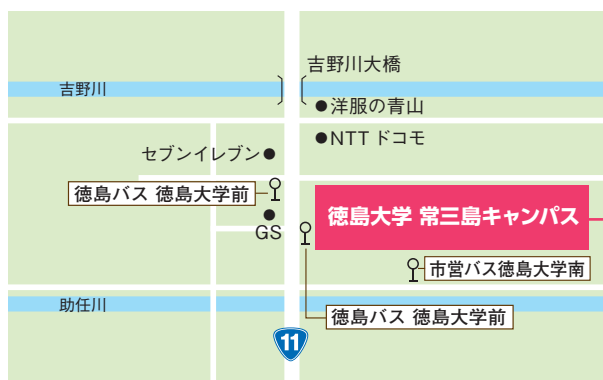 吉野川大橋
吉野川
●洋服の青山
●NTTドコモ
セブンイレブン●
徳島バス 徳島大学前
徳島大学 常三島キャンパス
GS
市営バス徳島大学南
助任川
徳島バス 徳島大学前
11